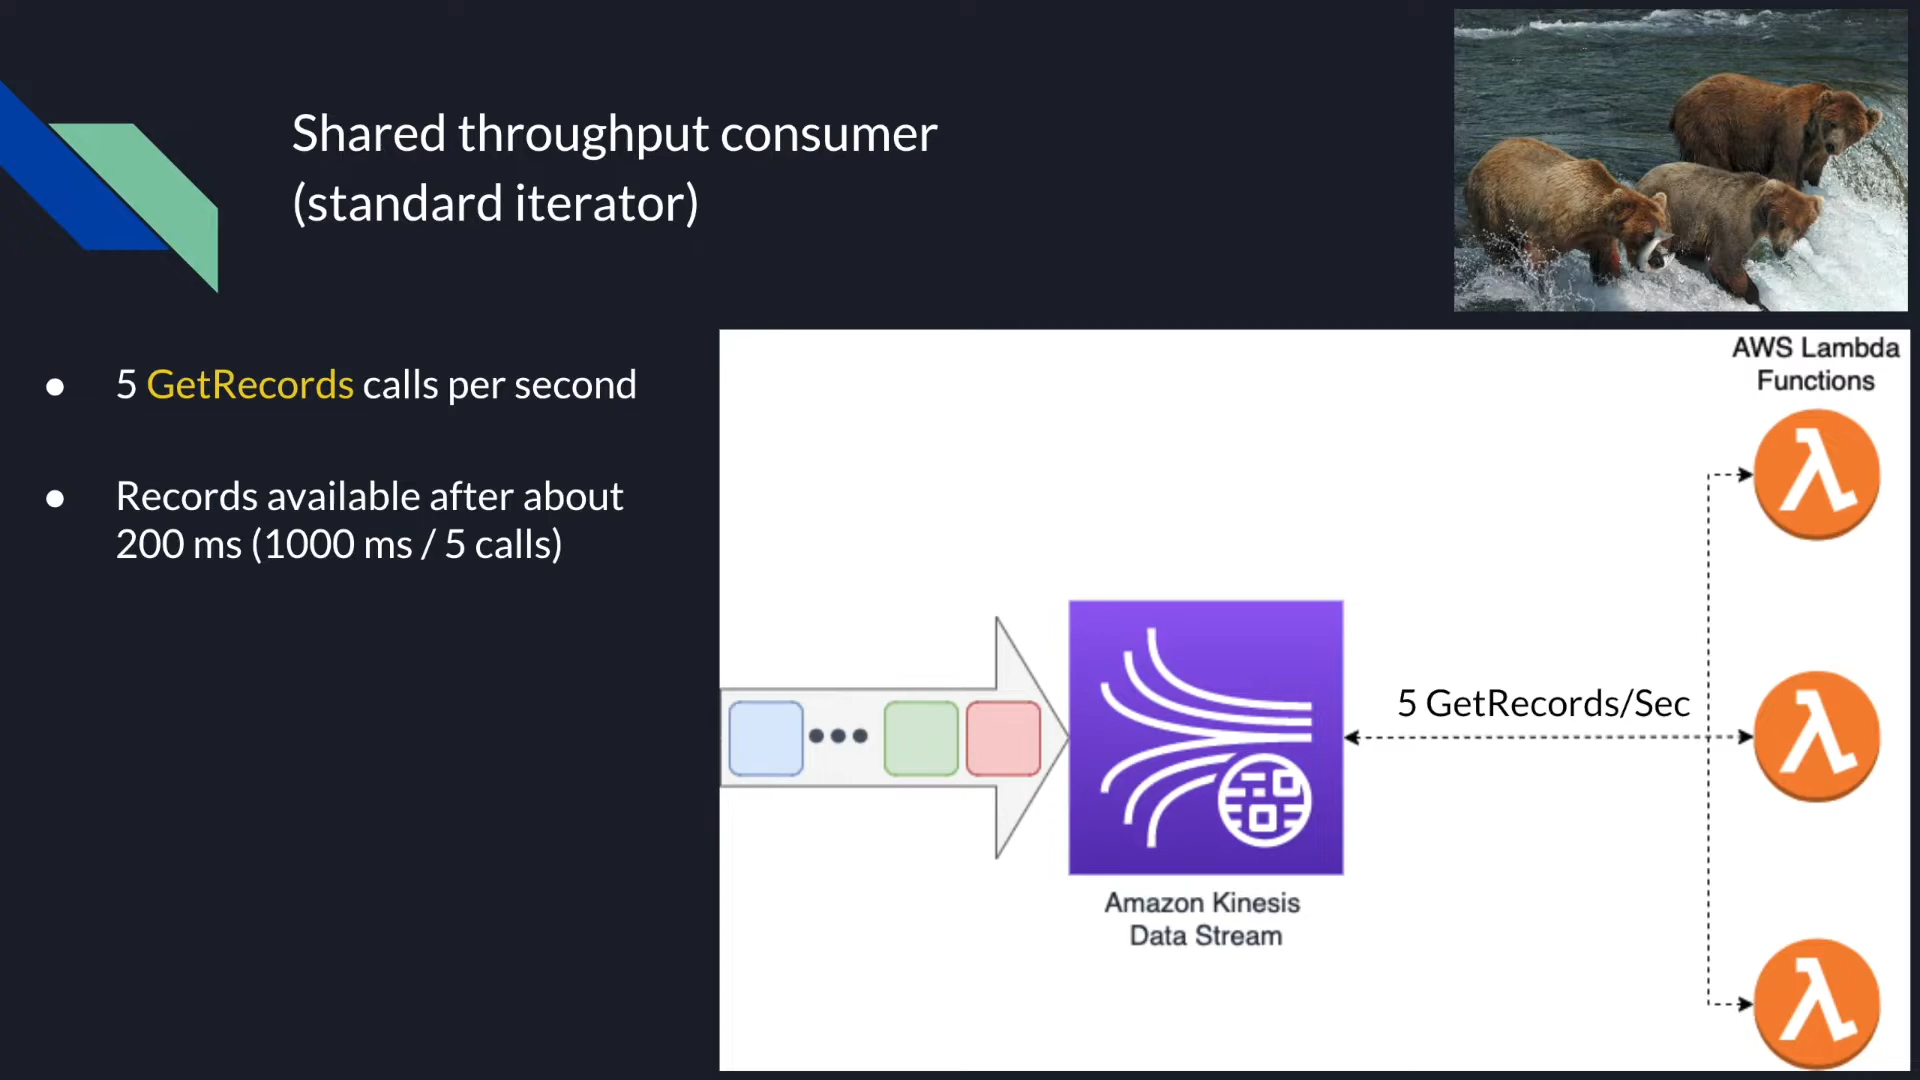 Shared throughput consumer
(standard iterator)
● 5 GetRecords calls per second
● Records available after about
200 ms (1000 ms / 5 calls)
AWS Lambda
Functions
5 GetRecords/Sec
Amazon Kinesis
Data Stream